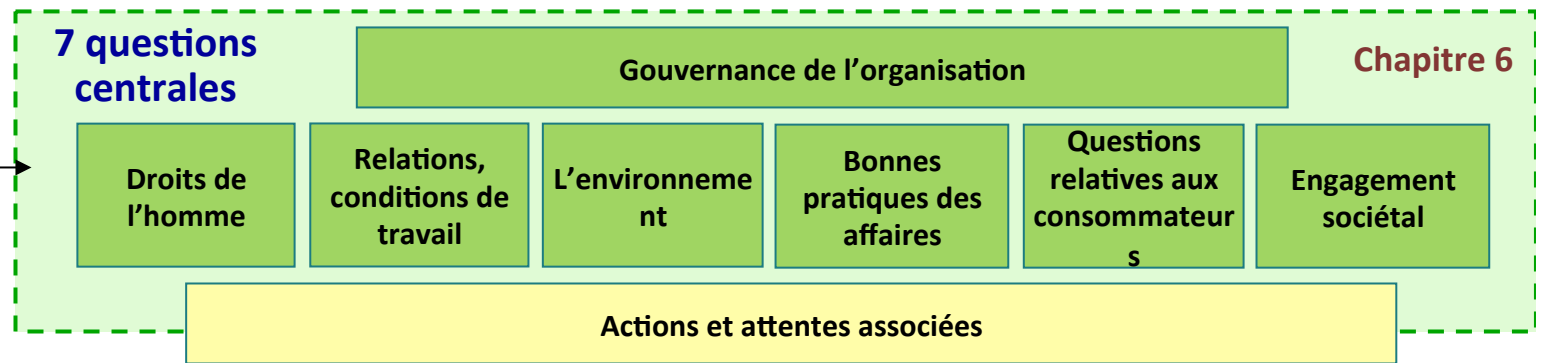 7 questions
centrales
Gouvernance de l’organisation
Chapitre 6
Droits de
l’homme
Relations,
conditions de
travail
L’environneme
nt
Bonnes
pratiques des
affaires
Questions
relatives aux
consommateur
s
Engagement
sociétal
Actions et attentes associées